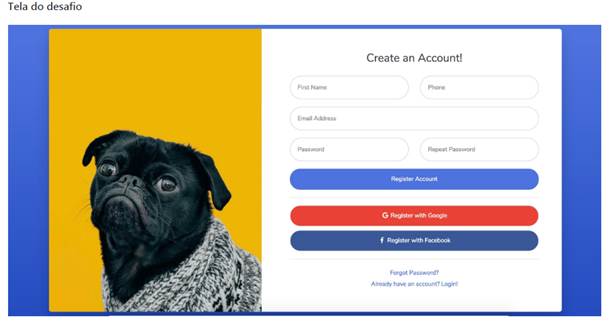 Tela do desafio
Create an Account!
First Name
Phone
Email Address
Password
Repeat Password
Register Account
G Register with Google
f Register with Facebook
Forgot Password?
Already have an account? Login!